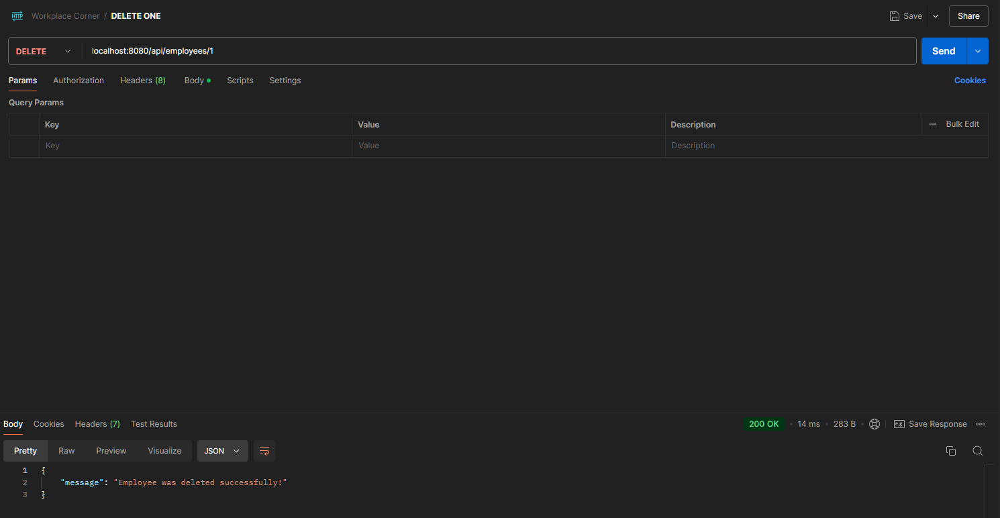 HTTP Workplace Corner / DELETE ONE Save Share
DELETE localhost:8080/api/employees/1 Send
Params Authorization Headers (8) Body Scripts Settings Cookies
Query Params
Key Value Description Bulk Edit
Key Value Description
Body Cookies Headers (7) Test Results 200 OK 14 ms 283 B e.g. Save Response
Pretty Raw Preview Visualize JSON
1 {
2 "message": "Employee was deleted successfully!"
3 }